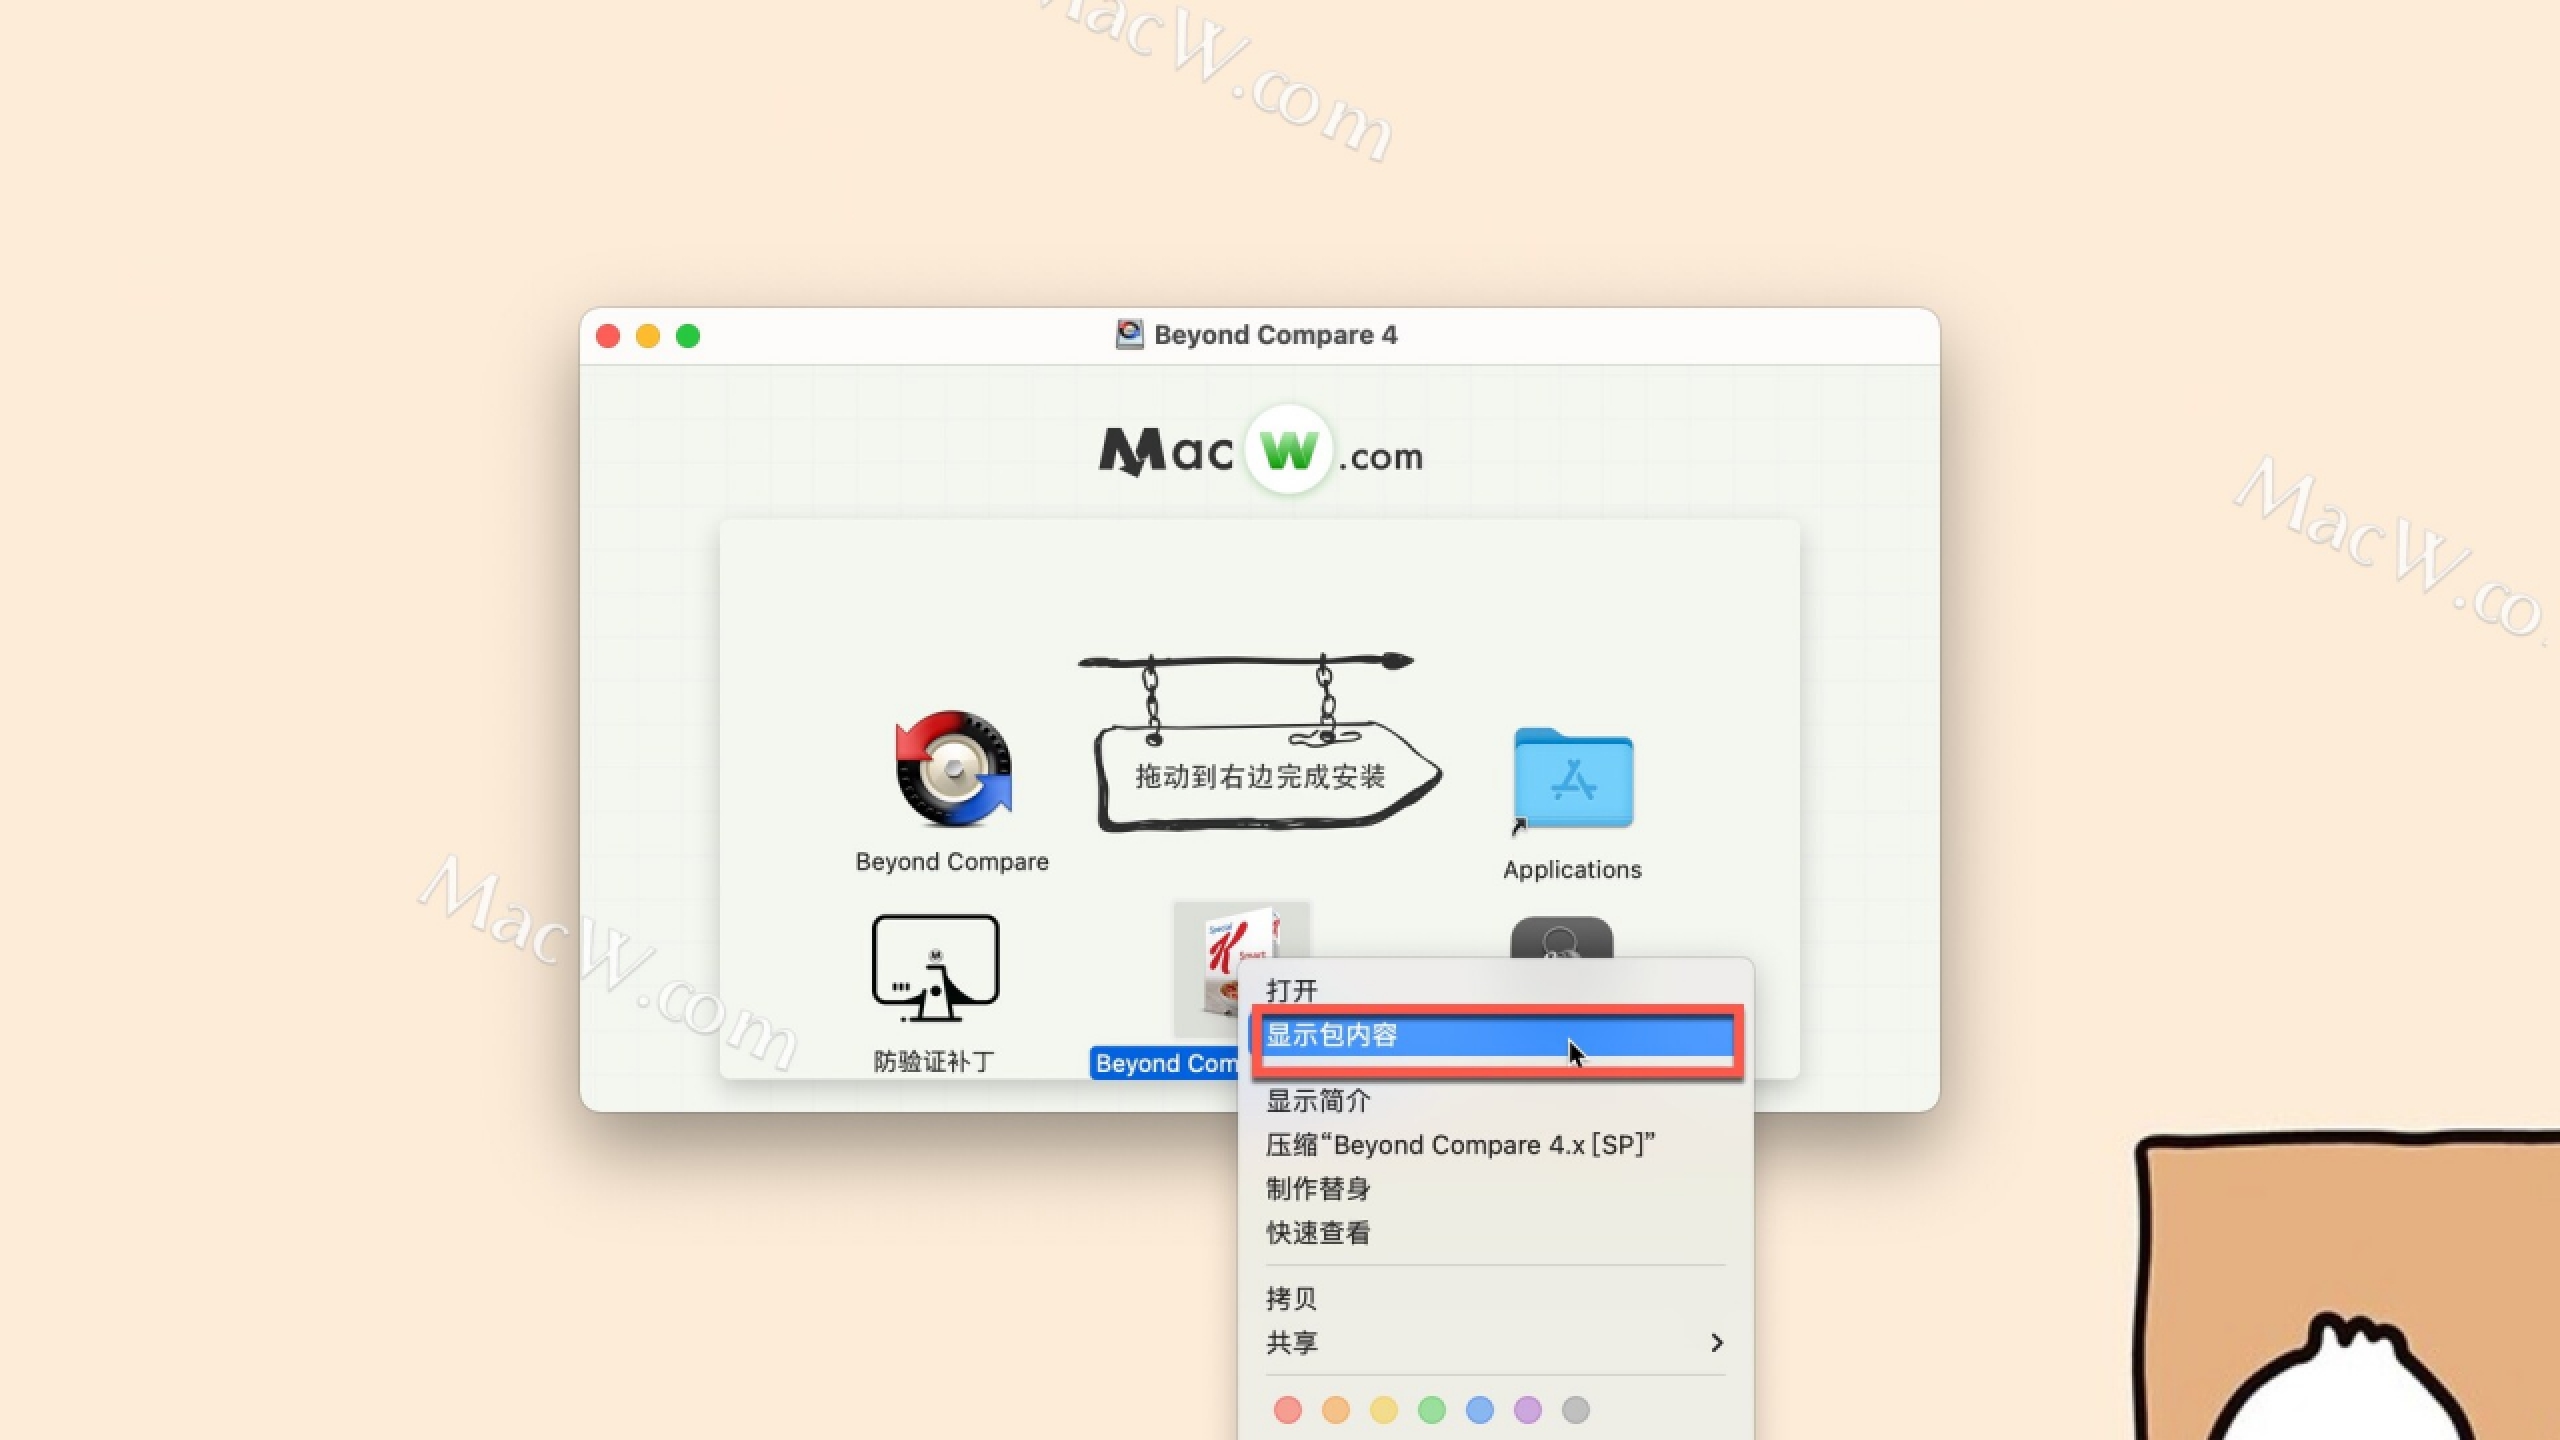 MacW.com
Beyond Compare 4
Mac W .com
MacW.co
拖动到右边完成安装
Beyond Compare
Applications
MacW.com
Special
K
Smart
防验证补丁
Beyond Com
打开
显示包内容
显示简介
压缩“Beyond Compare 4.x [SP]”
制作替身
快速查看
拷贝
共享